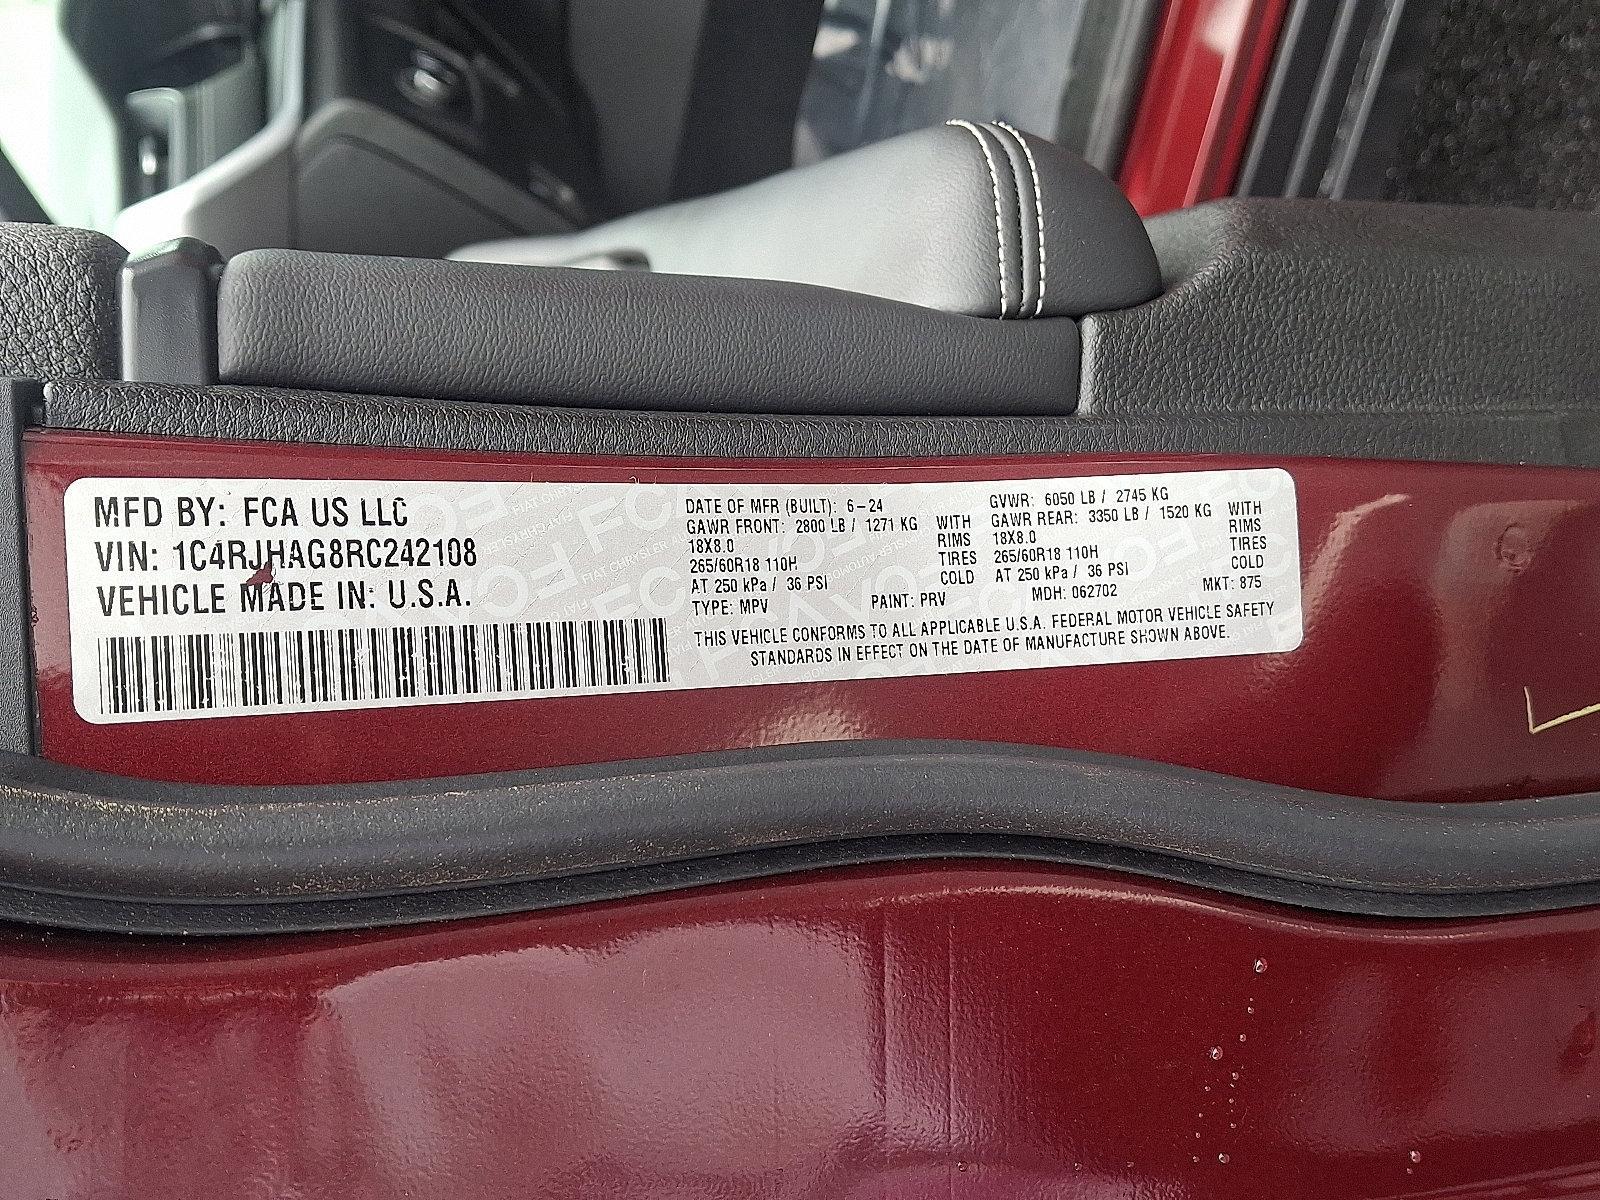 MFD BY: FCA US LLC
VIN: 1C4RJHAG8RC242108
VEHICLE MADE IN: U.S.A.
DATE OF MFR (BUILT): 6-24
GAWR FRONT: 2800 LB / 1271 KG WITH
18X8.0 RIMS
265/60R18 110H TIRES
AT 250 kPa / 36 PSI COLD
TYPE: MPV PAINT: PRV
GVWR: 6050 LB / 2745 KG
GAWR REAR: 3350 LB / 1520 KG WITH
18X8.0 RIMS
265/60R18 110H TIRES
AT 250 kPa / 36 PSI COLD
MDH: 062702 MKT: 875
THIS VEHICLE CONFORMS TO ALL APPLICABLE U.S.A. FEDERAL MOTOR VEHICLE SAFETY
STANDARDS IN EFFECT ON THE DATE OF MANUFACTURE SHOWN ABOVE.